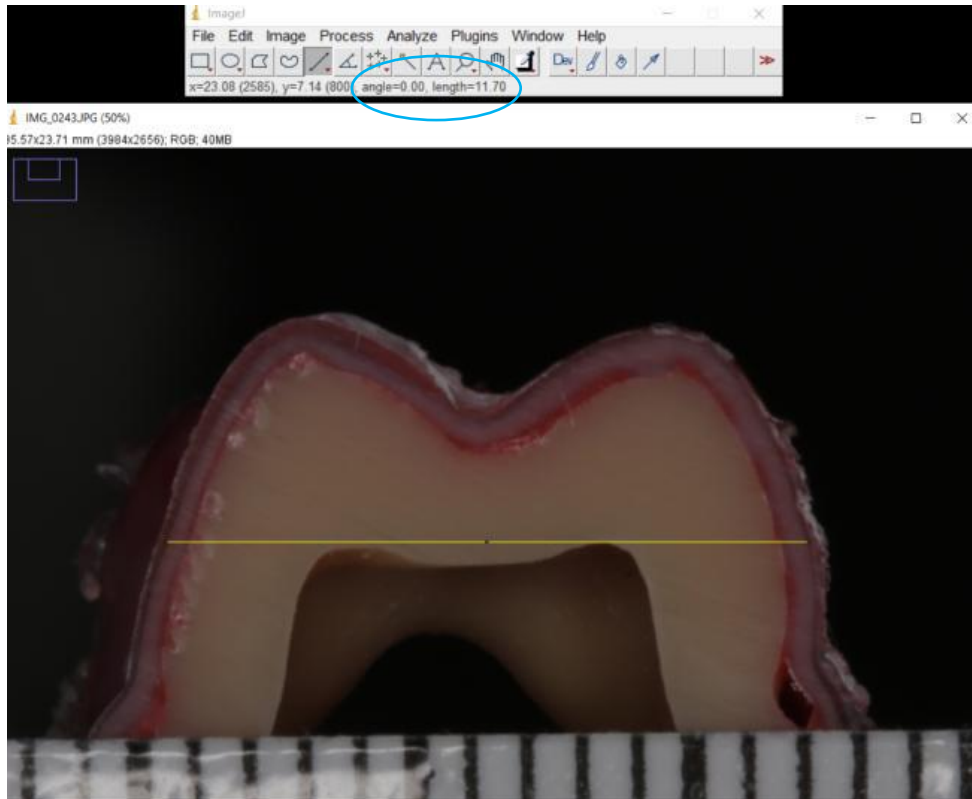 ImageJ
File Edit Image Process Analyze Plugins Window Help
Dev
x=23.08 (2585), y=7.14 (800), angle=0.00, length=11.70
IMG_0243.JPG (50%)
35.57x23.71 mm (3984x2656); RGB; 40MB